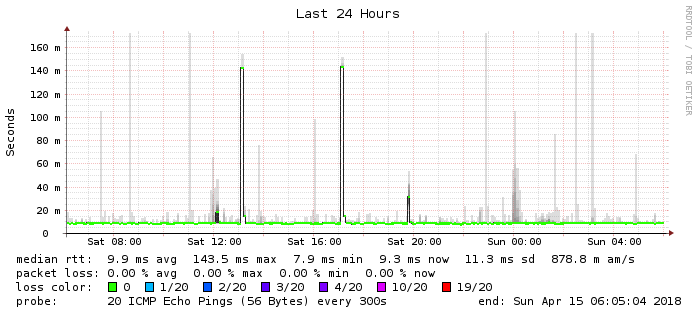 Last 24 Hours
RRDTOOL / TOBI OETIKER
Seconds
160 m
140 m
120 m
100 m
80 m
60 m
40 m
20 m
0
Sat 08:00 Sat 12:00 Sat 16:00 Sat 20:00 Sun 00:00 Sun 04:00
median rtt: 9.9 ms avg 143.5 ms max 7.9 ms min 9.3 ms now 11.3 ms sd 878.8 m am/s
packet loss: 0.00 % avg 0.00 % max 0.00 % min 0.00 % now
loss color: 0 1/20 2/20 3/20 4/20 10/20 19/20
probe: 20 ICMP Echo Pings (56 Bytes) every 300s end: Sun Apr 15 06:05:04 2018